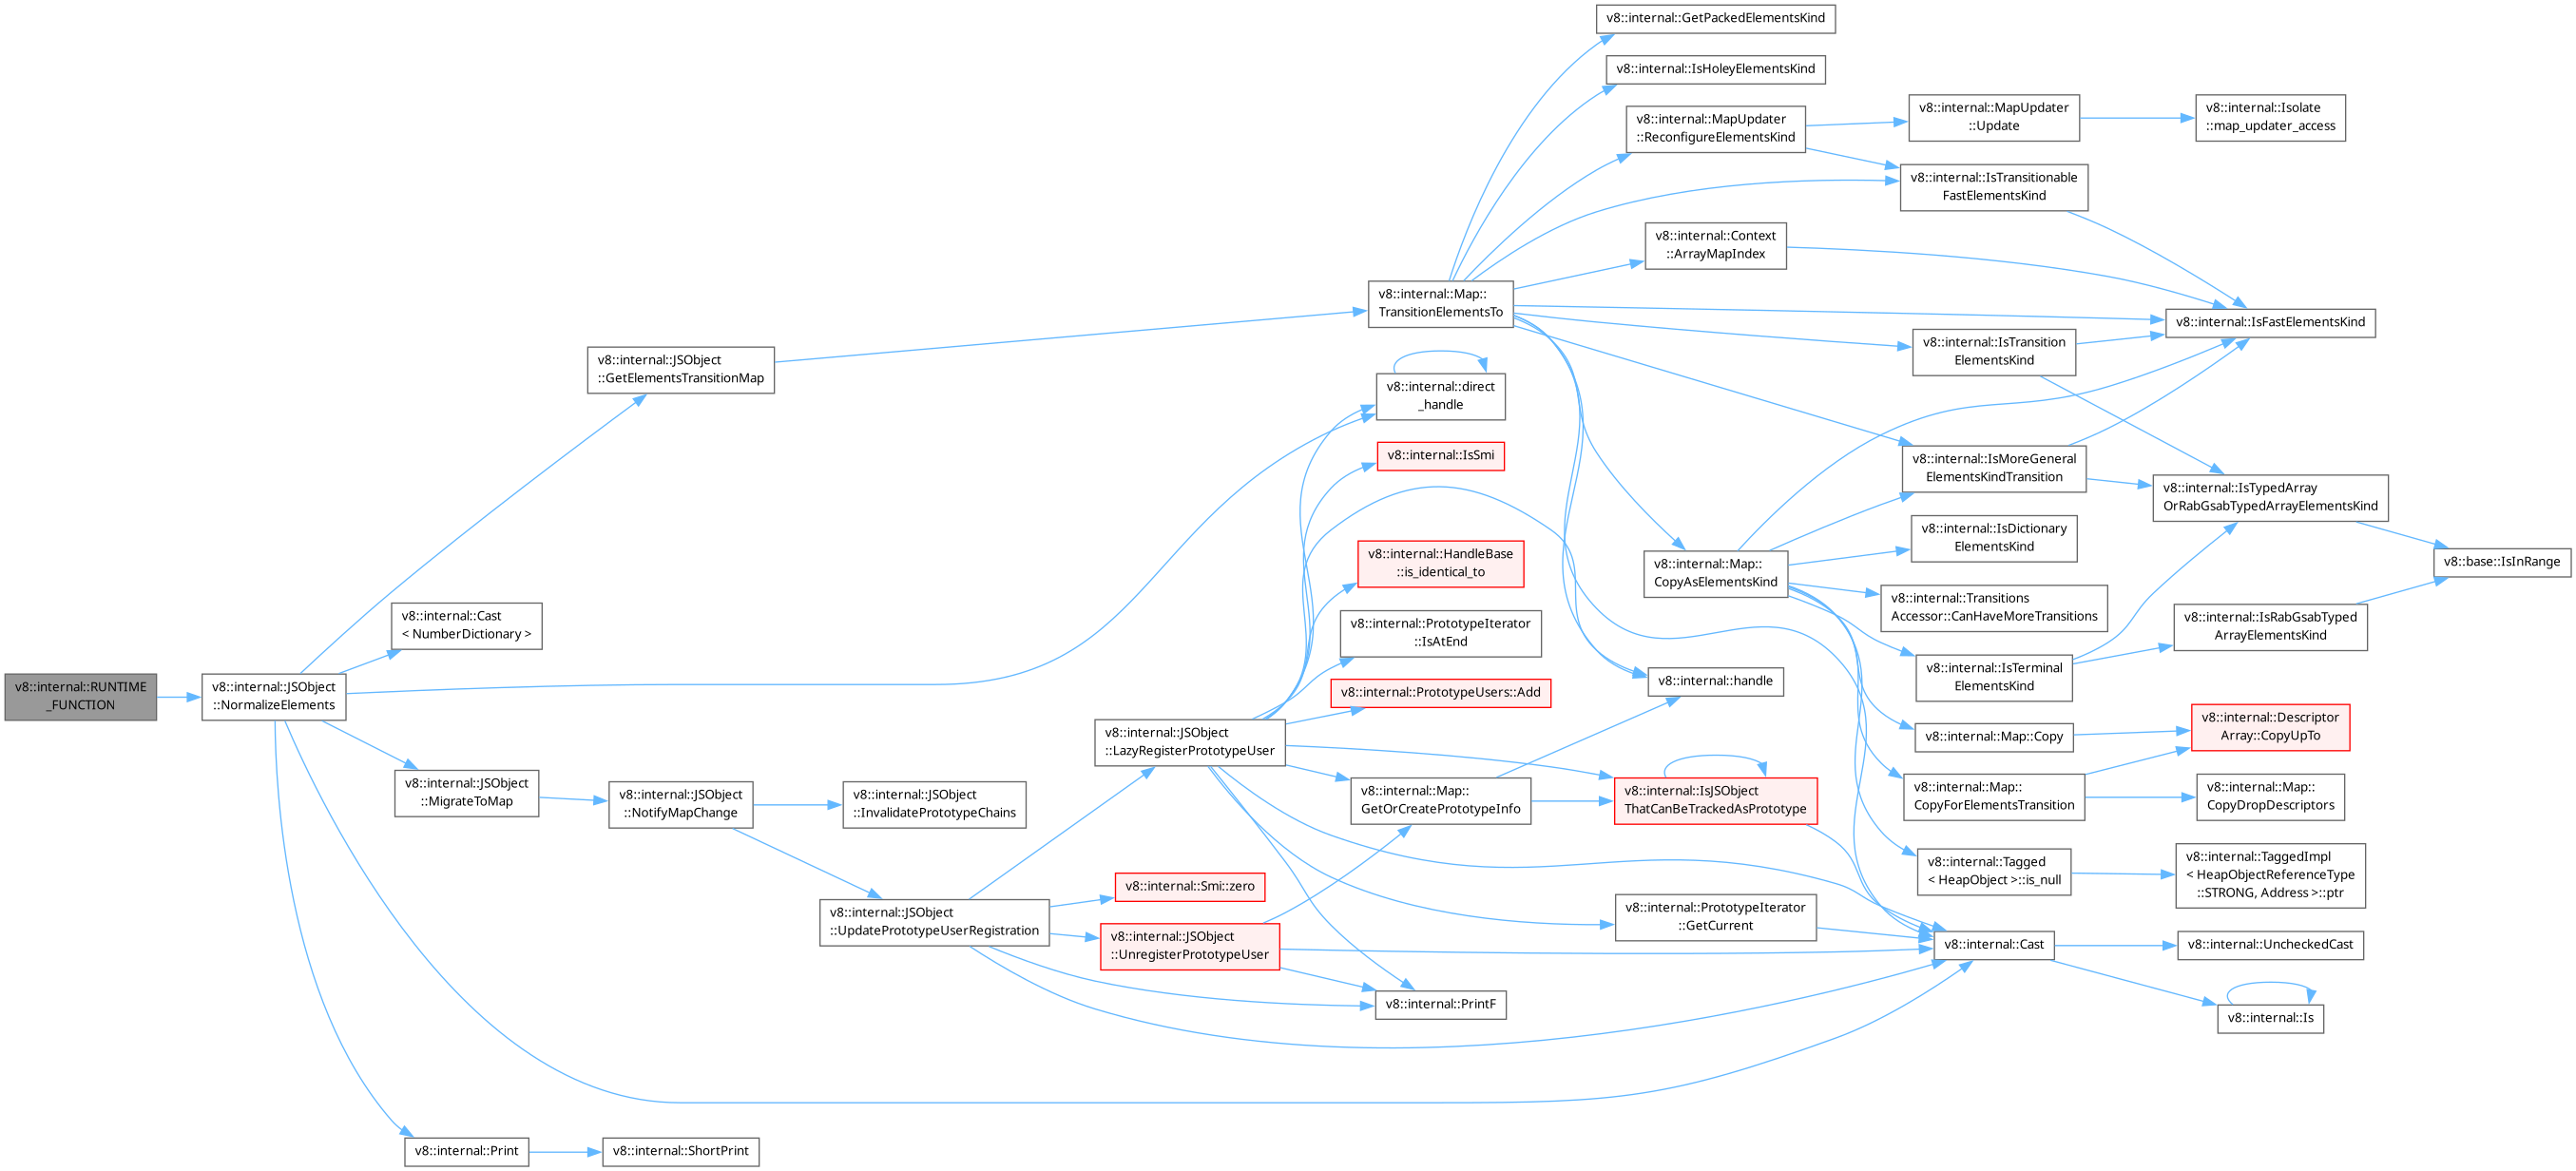 v8::internal::RUNTIME
_FUNCTION
v8::internal::JSObject
::NormalizeElements
v8::internal::Cast
< NumberDictionary >
v8::internal::JSObject
::MigrateToMap
v8::internal::Print
v8::internal::JSObject
::GetElementsTransitionMap
v8::internal::JSObject
::NotifyMapChange
v8::internal::ShortPrint
v8::internal::JSObject
::InvalidatePrototypeChains
v8::internal::JSObject
::UpdatePrototypeUserRegistration
v8::internal::JSObject
::LazyRegisterPrototypeUser
v8::internal::Smi::zero
v8::internal::JSObject
::UnregisterPrototypeUser
v8::internal::Map::
TransitionElementsTo
v8::internal::direct
_handle
v8::internal::IsSmi
v8::internal::HandleBase
::is_identical_to
v8::internal::PrototypeIterator
::IsAtEnd
v8::internal::PrototypeUsers::Add
v8::internal::Map::
GetOrCreatePrototypeInfo
v8::internal::PrintF
v8::internal::GetPackedElementsKind
v8::internal::IsHoleyElementsKind
v8::internal::MapUpdater
::ReconfigureElementsKind
v8::internal::Context
::ArrayMapIndex
v8::internal::Map::
CopyAsElementsKind
v8::internal::handle
v8::internal::IsJSObject
ThatCanBeTrackedAsPrototype
v8::internal::PrototypeIterator
::GetCurrent
v8::internal::MapUpdater
::Update
v8::internal::IsTransitionable
FastElementsKind
v8::internal::IsTransition
ElementsKind
v8::internal::IsMoreGeneral
ElementsKindTransition
v8::internal::IsDictionary
ElementsKind
v8::internal::Transitions
Accessor::CanHaveMoreTransitions
v8::internal::IsTerminal
ElementsKind
v8::internal::Map::Copy
v8::internal::Map::
CopyForElementsTransition
v8::internal::Tagged
< HeapObject >::is_null
v8::internal::Cast
v8::internal::Isolate
::map_updater_access
v8::internal::IsFastElementsKind
v8::internal::IsTypedArray
OrRabGsabTypedArrayElementsKind
v8::internal::IsRabGsabTyped
ArrayElementsKind
v8::internal::Descriptor
Array::CopyUpTo
v8::internal::Map::
CopyDropDescriptors
v8::internal::TaggedImpl
< HeapObjectReferenceType
::STRONG, Address >::ptr
v8::internal::UncheckedCast
v8::internal::Is
v8::base::IsInRange